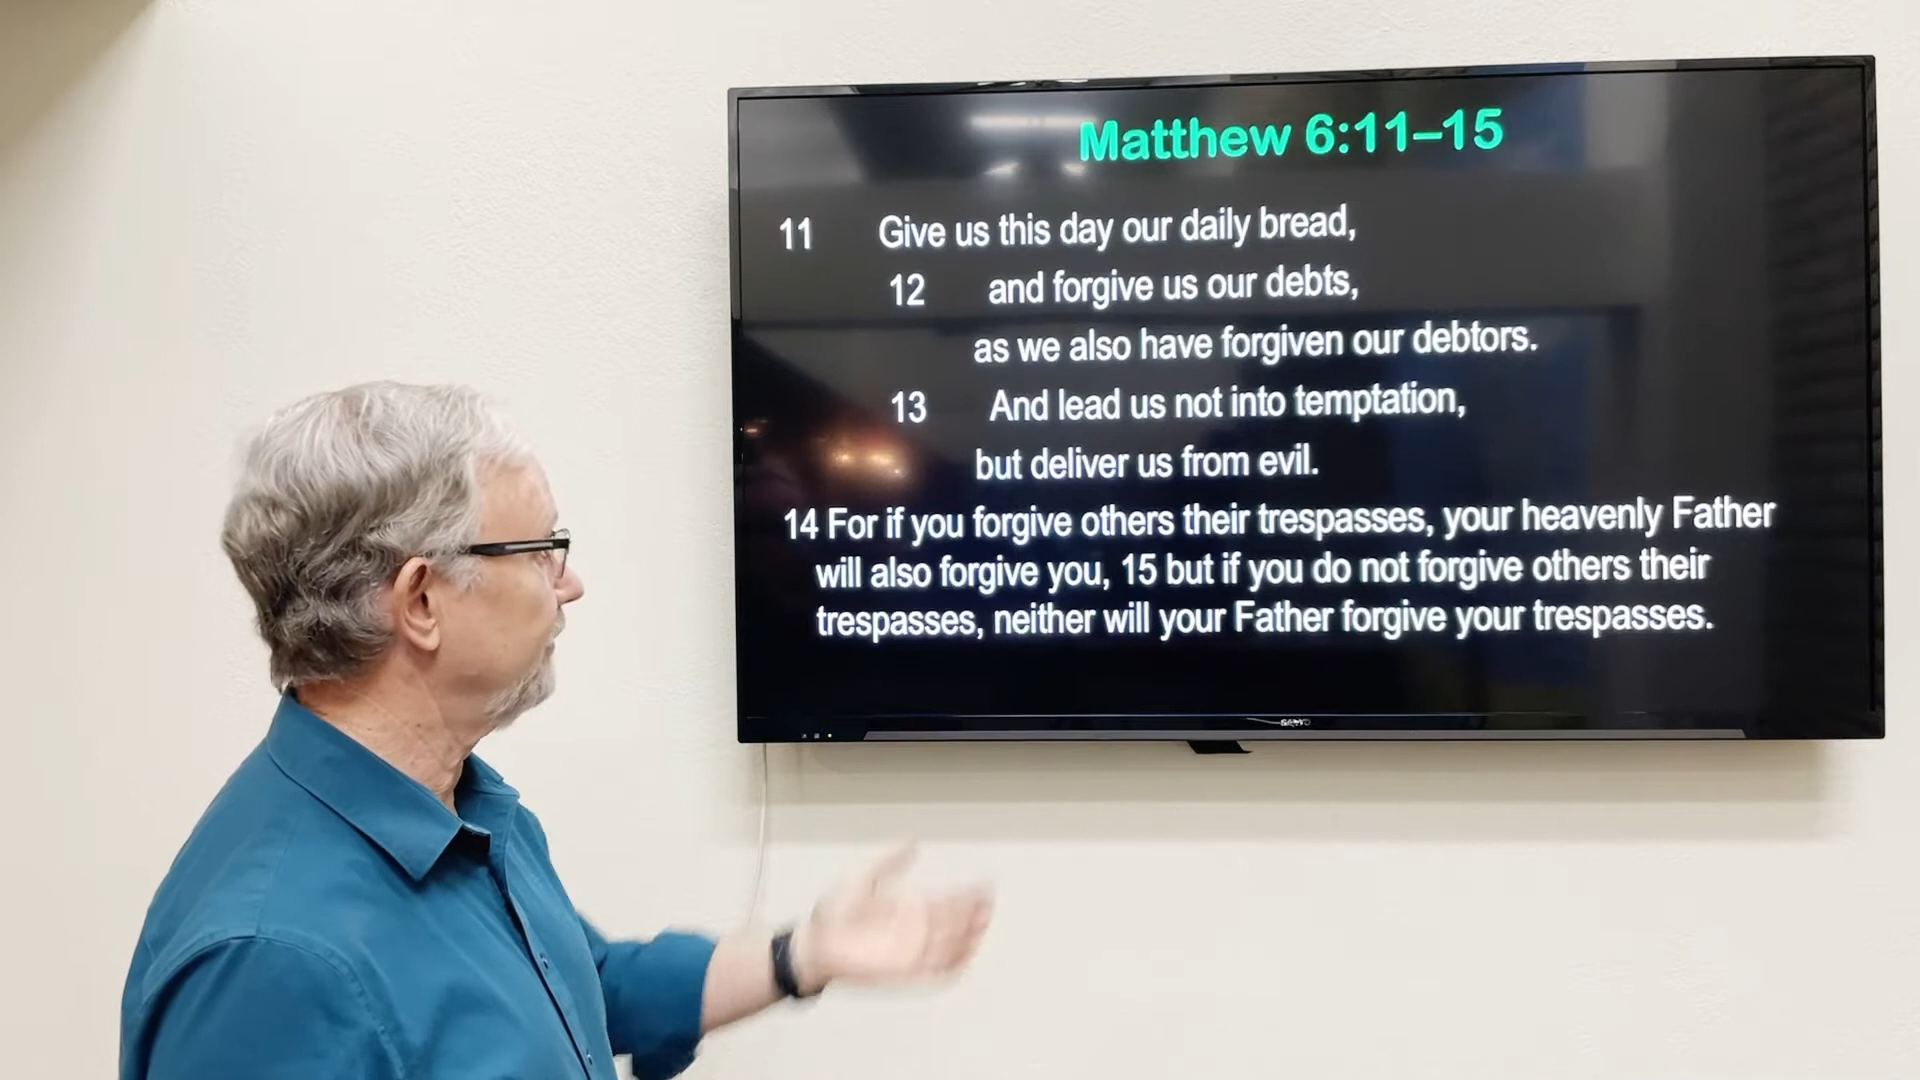 Matthew 6:11–15
11 Give us this day our daily bread,
12 and forgive us our debts,
as we also have forgiven our debtors.
13 And lead us not into temptation,
but deliver us from evil.
14 For if you forgive others their trespasses, your heavenly Father
will also forgive you, 15 but if you do not forgive others their
trespasses, neither will your Father forgive your trespasses.
SANYO